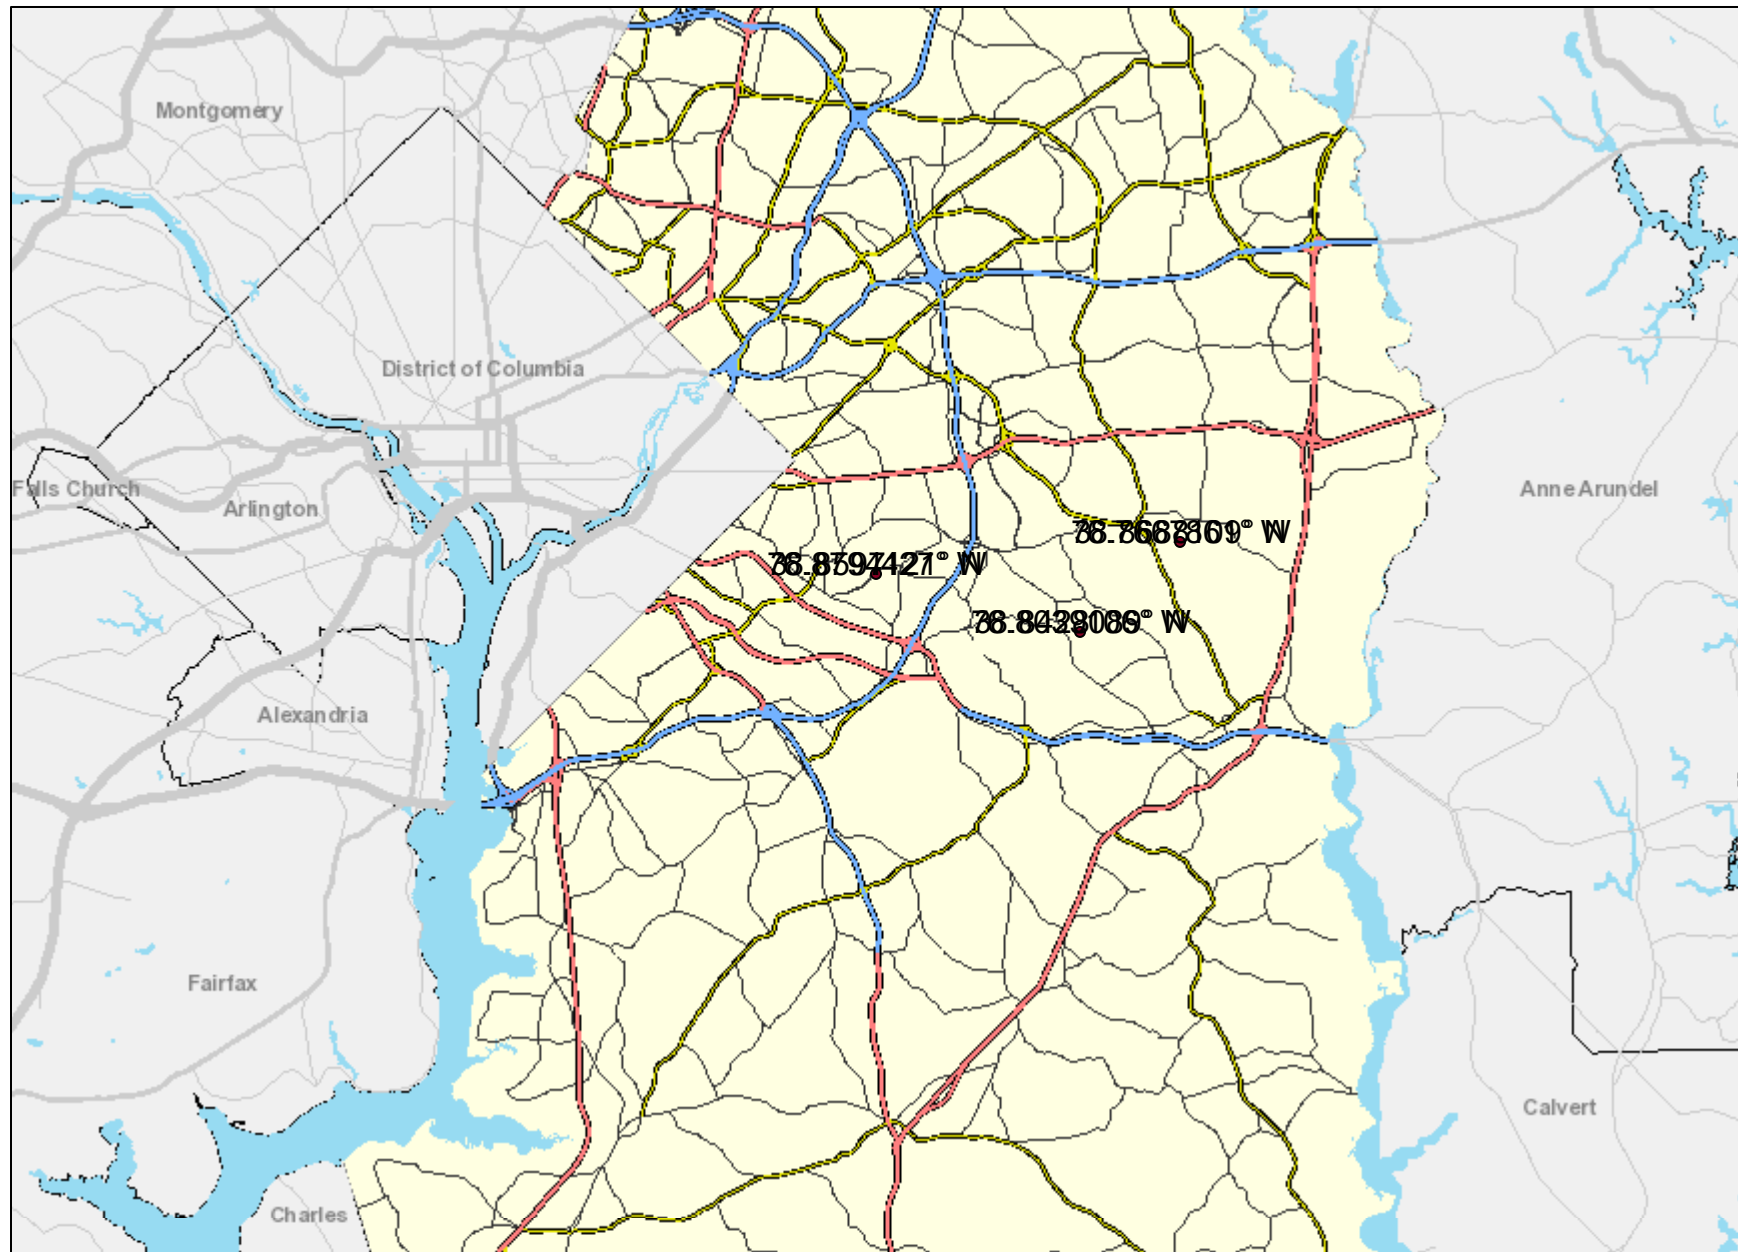 Montgomery
District of Columbia
Falls Church
Arlington
Anne Arundel
Alexandria
Fairfax
Calvert
Charles